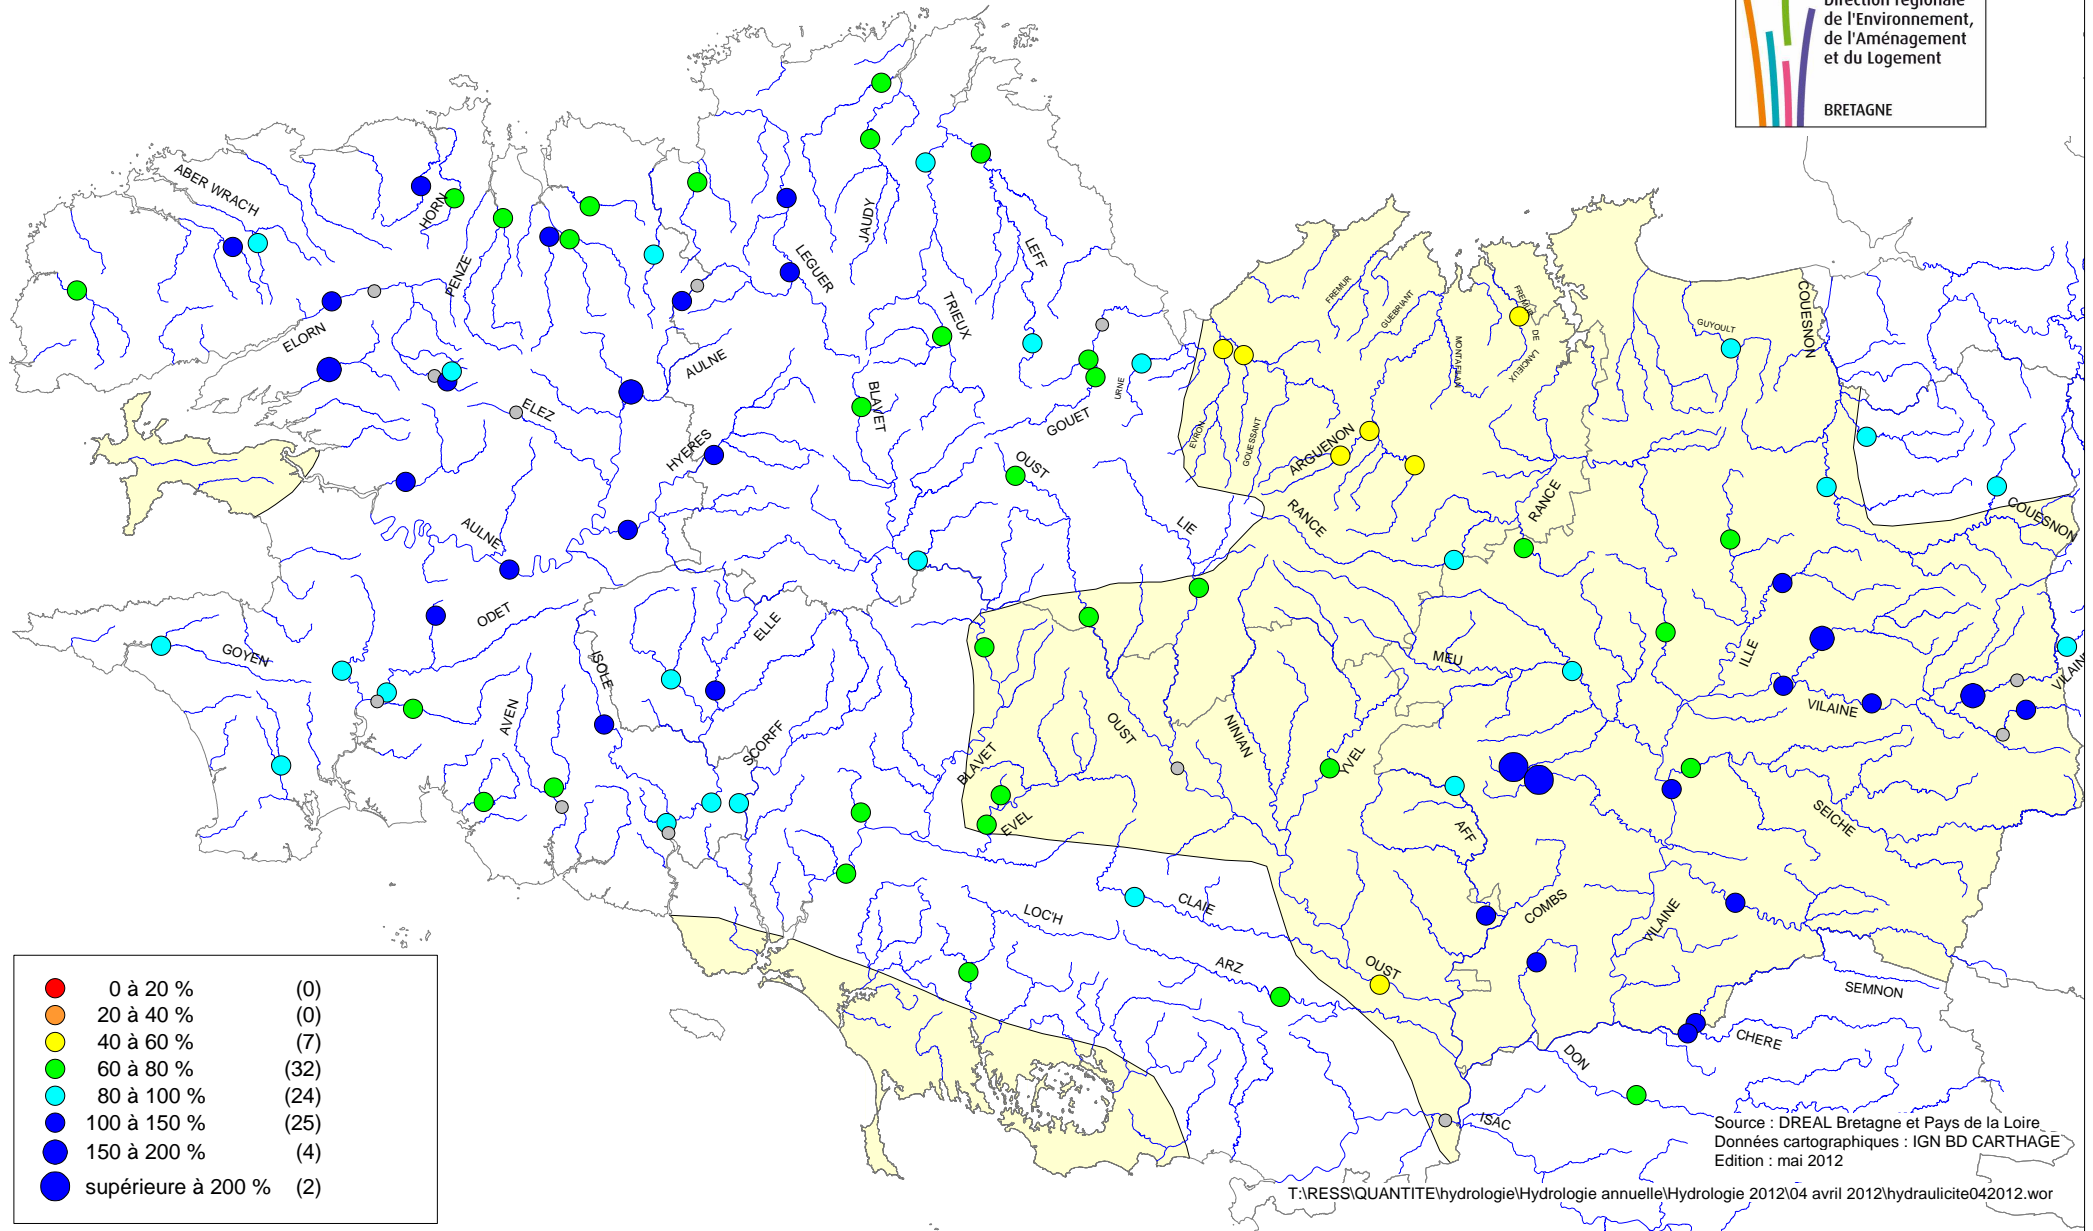 Direction régionale
de l'Environnement,
de l'Aménagement
et du Logement
BRETAGNE
ABER WRAC'H
HORN
PENZE
ELORN
JAUDY
LEGUER
LEFF
TRIEUX
AULNE
ELEZ
BLAVET
HYERES
GOUET
URNE
OUST
LIE
EVRON
GOUESSANT
FREMUR
GUEBRIANT
MONTAFILAN
FREMUR
DE
LANCIEUX
GUYOULT
COUESNON
ARGUENON
RANCE
RANCE
COUESNON
AULNE
ODET
GOYEN
ISOLE
ELLE
AVEN
SCORFF
BLAVET
EVEL
OUST
NINIAN
YVEL
MEU
ILLE
VILAINE
VILAINE
SEICHE
AFF
COMBS
VILAINE
CLAIE
LOC'H
ARZ
OUST
SEMNON
CHERE
DON
ISAC
0 à 20 % (0)
20 à 40 % (0)
40 à 60 % (7)
60 à 80 % (32)
80 à 100 % (24)
100 à 150 % (25)
150 à 200 % (4)
supérieure à 200 % (2)
Source : DREAL Bretagne et Pays de la Loire
Données cartographiques : IGN BD CARTHAGE
Edition : mai 2012
T:\RESS\QUANTITE\hydrologie\Hydrologie annuelle\Hydrologie 2012\04 avril 2012\hydraulicite042012.wor